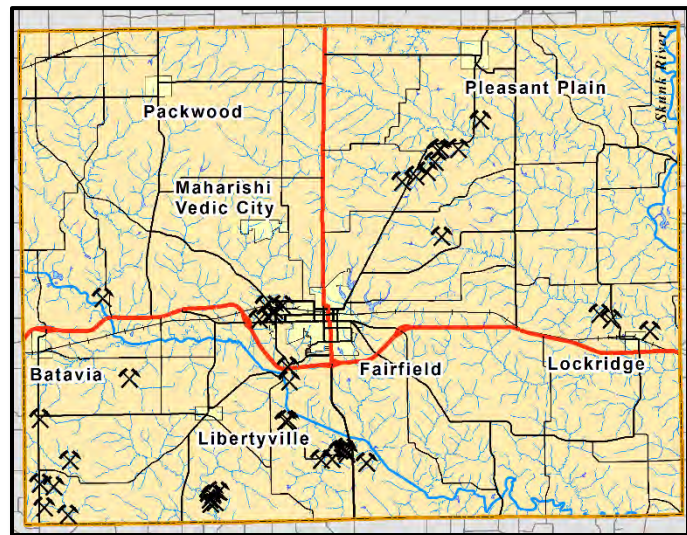 Skunk River
Pleasant Plain
Packwood
Maharishi
Vedic City
Batavia
Fairfield
Lockridge
Libertyville